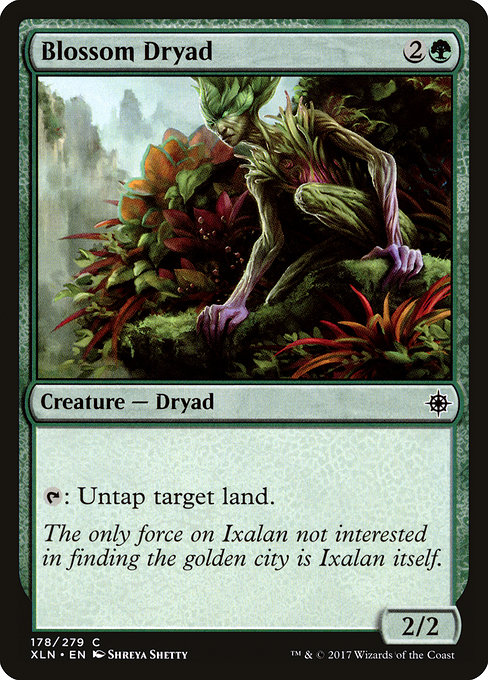 Blossom Dryad 2
Creature — Dryad
: Untap target land.
The only force on Ixalan not interested
in finding the golden city is Ixalan itself.
2/2
178/279 C
XLN • EN Shreya Shetty
™ & © 2017 Wizards of the Coast